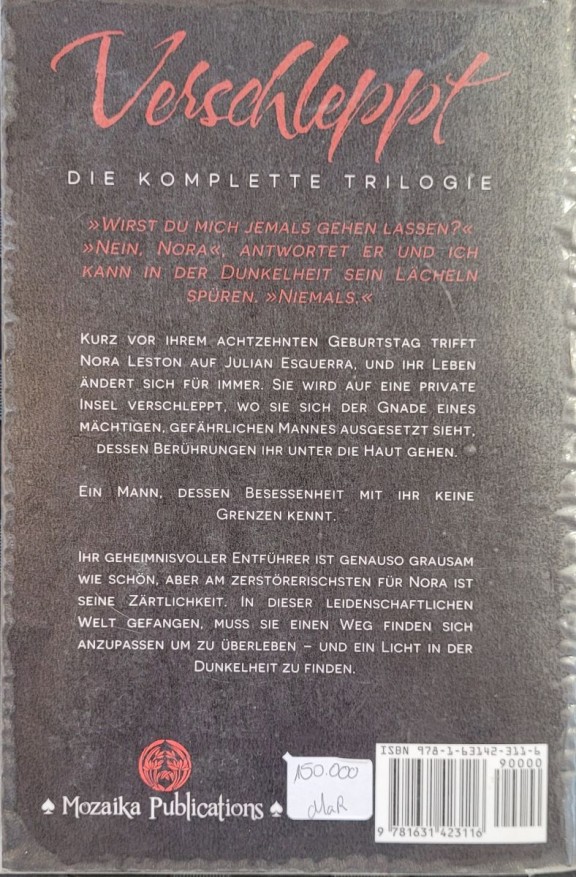 Verschleppt
DIE KOMPLETTE TRILOGIE
»WIRST DU MICH JEMALS GEHEN LASSEN?«
»NEIN, NORA«, ANTWORTET ER UND ICH
KANN IN DER DUNKELHEIT SEIN LÄCHELN
SPÜREN. »NIEMALS.«
KURZ VOR IHREM ACHTZEHNTEN GEBURTSTAG TRIFFT
NORA LESTON AUF JULIAN ESGUERRA, UND IHR LEBEN
ÄNDERT SICH FÜR IMMER. SIE WIRD AUF EINE PRIVATE
INSEL VERSCHLEPPT, WO SIE SICH DER GNADE EINES
MÄCHTIGEN, GEFÄHRLICHEN MANNES AUSGESETZT SIEHT,
DESSEN BERÜHRUNGEN IHR UNTER DIE HAUT GEHEN.
EIN MANN, DESSEN BESESSENHEIT MIT IHR KEINE
GRENZEN KENNT.
IHR GEHEIMNISVOLLER ENTFÜHRER IST GENAUSO GRAUSAM
WIE SCHÖN, ABER AM ZERSTÖRERISCHSTEN FÜR NORA IST
SEINE ZÄRTLICHKEIT. IN DIESER LEIDENSCHAFTLICHEN
WELT GEFANGEN, MUSS SIE EINEN WEG FINDEN SICH
ANZUPASSEN UM ZU ÜBERLEBEN – UND EIN LICHT IN DER
DUNKELHEIT ZU FINDEN.
Mozaika Publications
150.000
MaR
ISBN 978-1-63142-311-6
90000
9 781631 423116